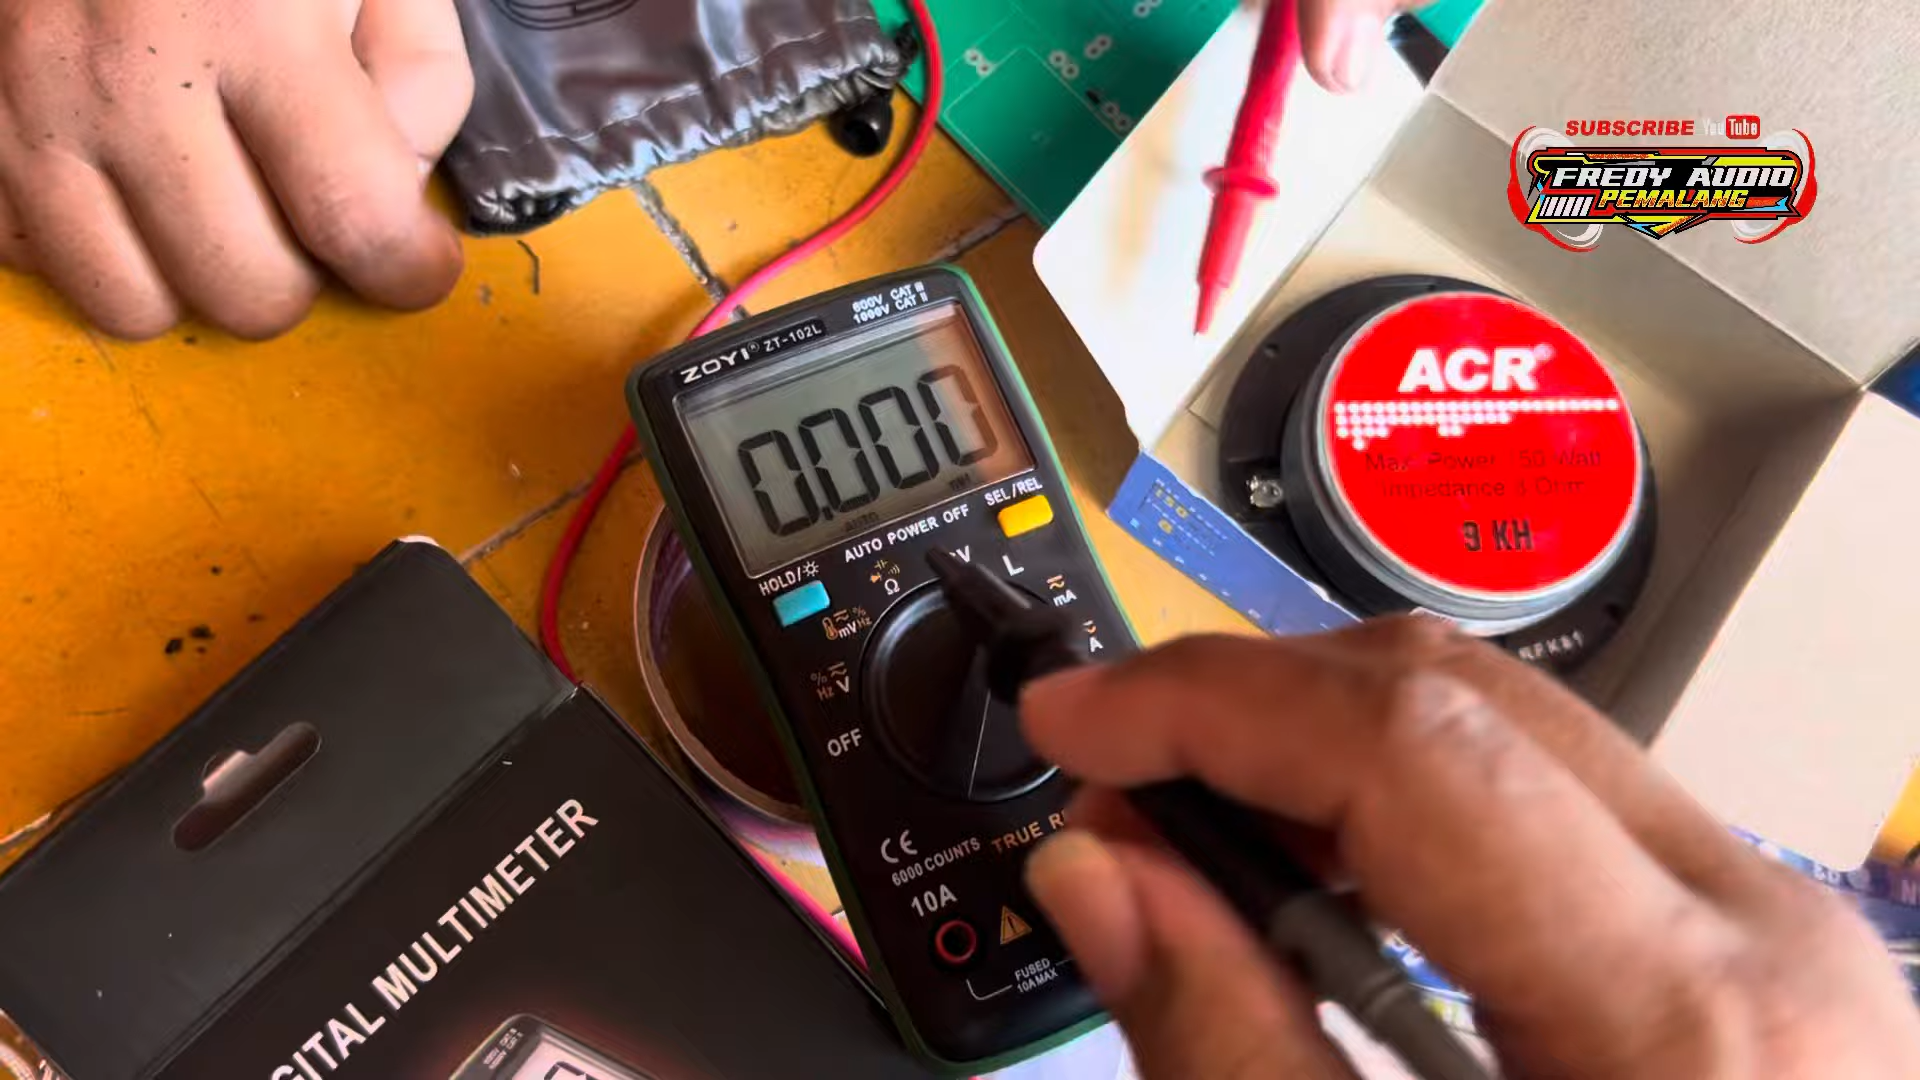 SUBSCRIBE YouTube
FREDY AUDIO
PEMALANG
ZOYI® ZT-102L
600V CAT III
1000V CAT II
0.000
AUTO
AUTO POWER OFF
SEL/REL
HOLD/
Ω
L
mA
A
% Hz
mV
% Hz
V
OFF
CE
6000 COUNTS
10A
FUSED
10A MAX
ACR®
Max. Power 150 Watt
Impedance 8 Ohm
9 KH
DIGITAL MULTIMETER